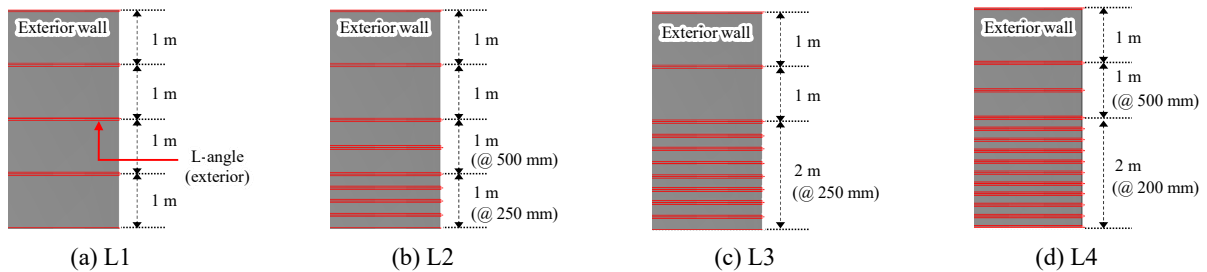 Exterior wall
1 m
1 m
1 m
1 m
L-angle
(exterior)
(a) L1
Exterior wall
1 m
1 m
1 m
(@ 500 mm)
1 m
(@ 250 mm)
(b) L2
Exterior wall
1 m
1 m
2 m
(@ 250 mm)
(c) L3
Exterior wall
1 m
1 m
(@ 500 mm)
2 m
(@ 200 mm)
(d) L4